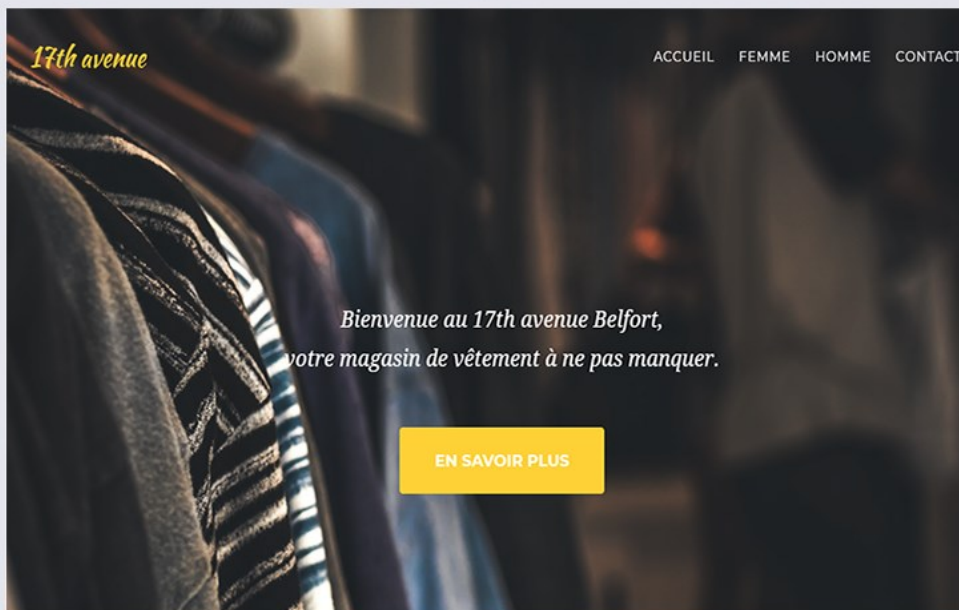 17th avenue
ACCUEIL FEMME HOMME CONTACT
Bienvenue au 17th avenue Belfort,
votre magasin de vêtement à ne pas manquer.
EN SAVOIR PLUS